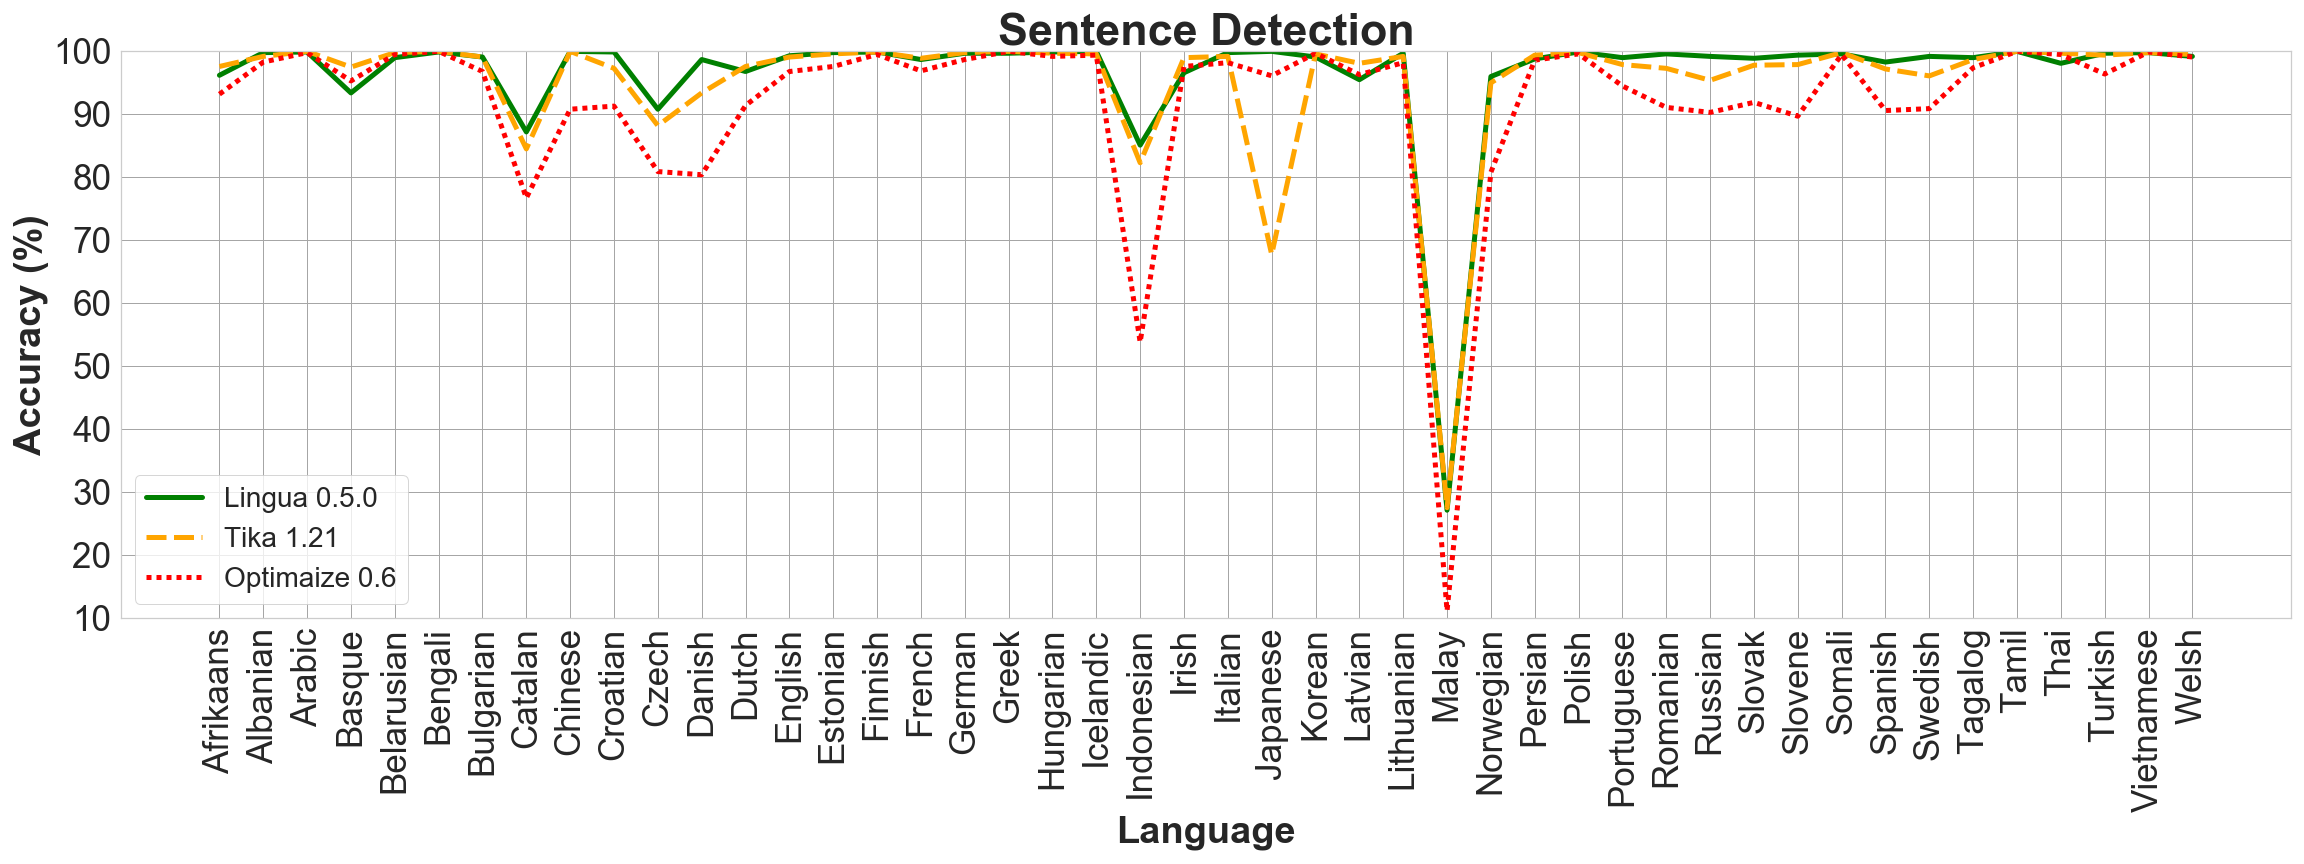 Sentence Detection
Accuracy (%)
100
90
80
70
60
50
40
30
20
10
Lingua 0.5.0
Tika 1.21
Optimaize 0.6
Afrikaans
Albanian
Arabic
Basque
Belarusian
Bengali
Bulgarian
Catalan
Chinese
Croatian
Czech
Danish
Dutch
English
Estonian
Finnish
French
German
Greek
Hungarian
Icelandic
Indonesian
Irish
Italian
Japanese
Korean
Latvian
Lithuanian
Malay
Norwegian
Persian
Polish
Portuguese
Romanian
Russian
Slovak
Slovene
Somali
Spanish
Swedish
Tagalog
Tamil
Thai
Turkish
Vietnamese
Welsh
Language